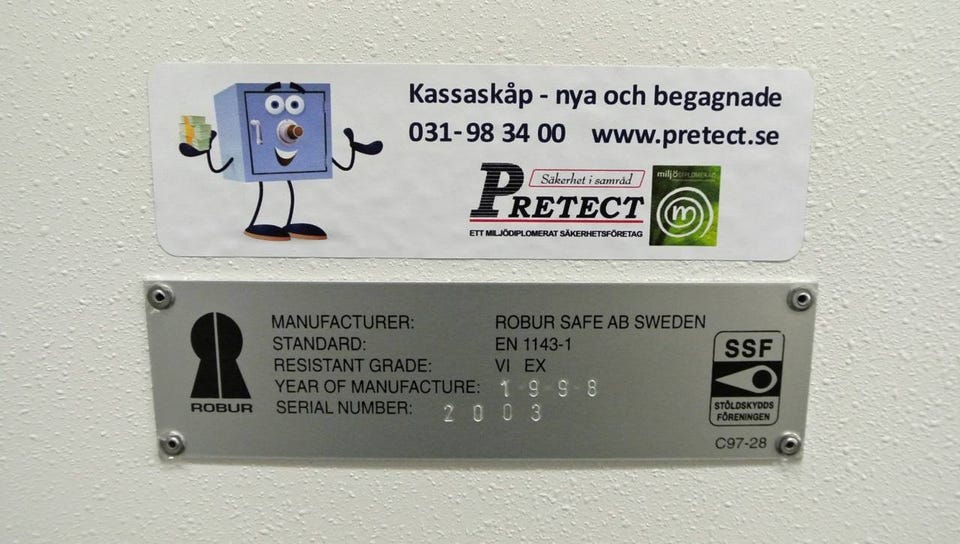 Kassaskåp - nya och begagnade
031-98 34 00 www.pretect.se
Säkerhet i samråd
PRETECT
ETT MILJÖDIPLOMERAT SÄKERHETSFÖRETAG
miljöDIPLOMERAD
m
MANUFACTURER: ROBUR SAFE AB SWEDEN
STANDARD: EN 1143-1
RESISTANT GRADE: VI EX
YEAR OF MANUFACTURE: 1998
SERIAL NUMBER: 2003
ROBUR
SSF
STÖLDSKYDDS
FÖRENINGEN
C97-28